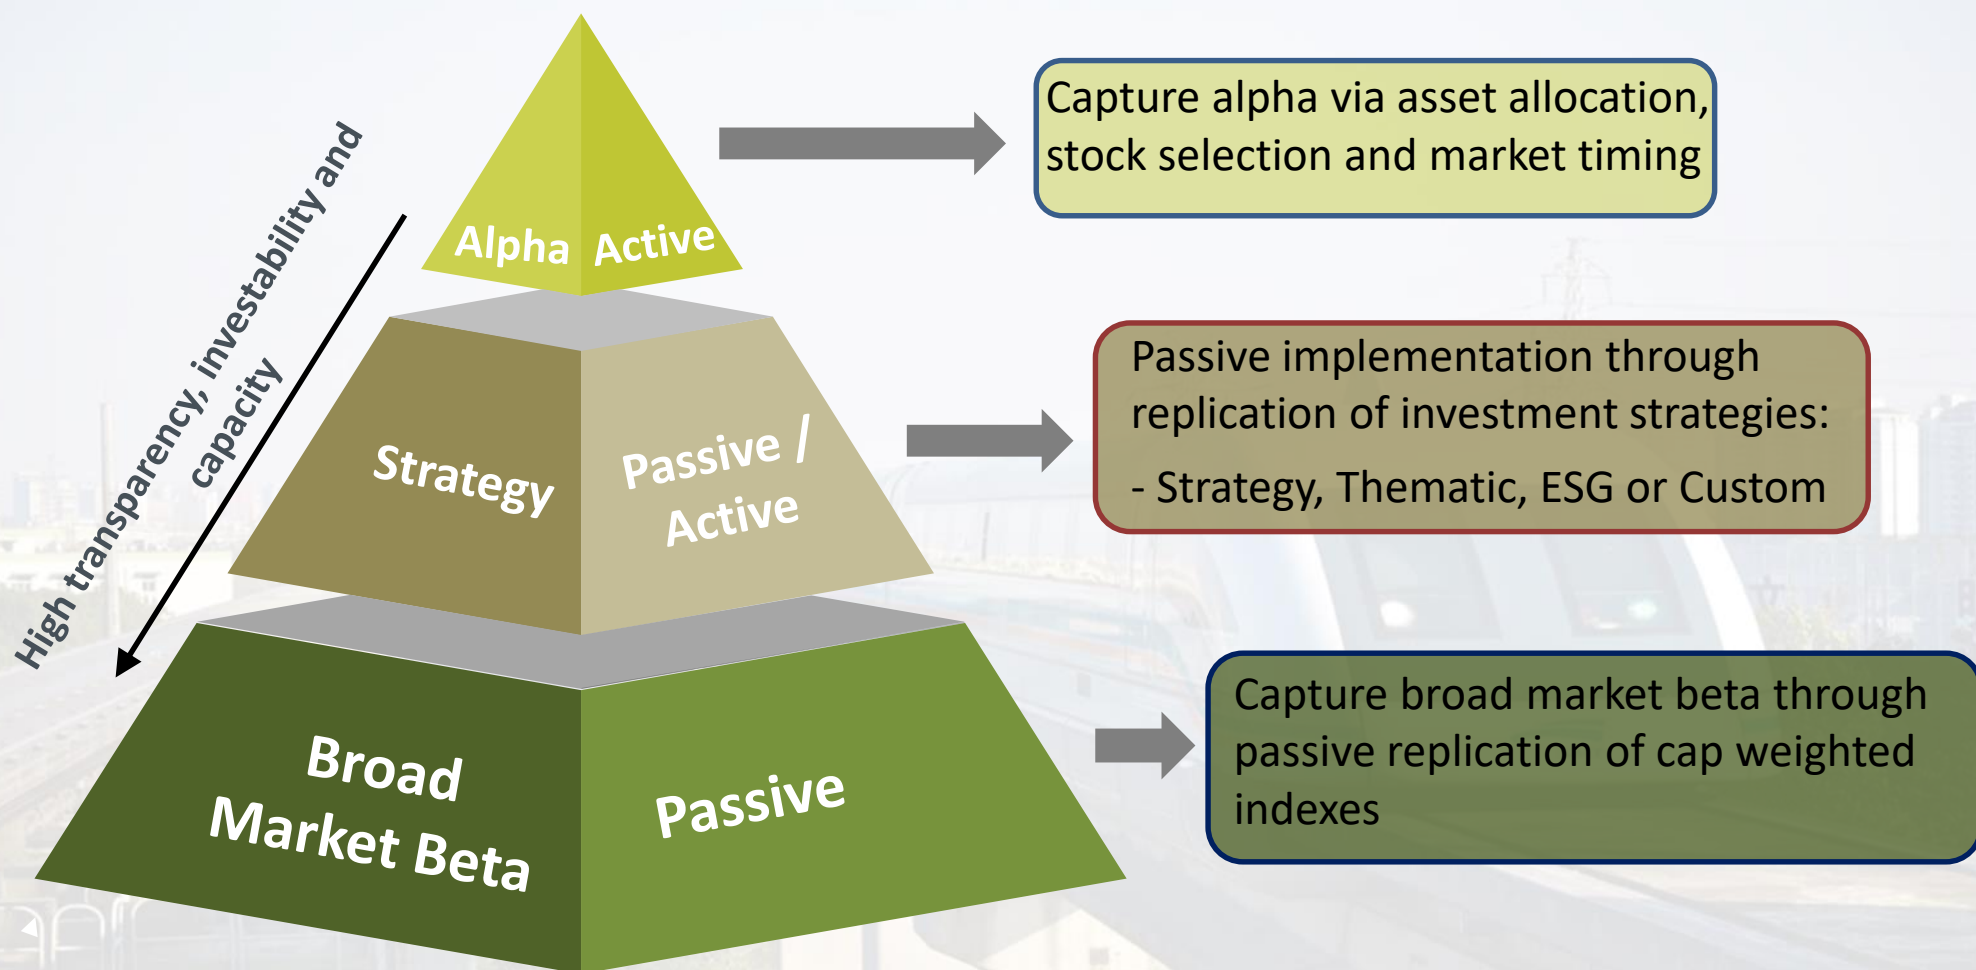 High transparency, investability and
capacity
Alpha
Active
Capture alpha via asset allocation,
stock selection and market timing
Strategy
Passive /
Active
Passive implementation through
replication of investment strategies:
- Strategy, Thematic, ESG or Custom
Broad
Market Beta
Passive
Capture broad market beta through
passive replication of cap weighted
indexes